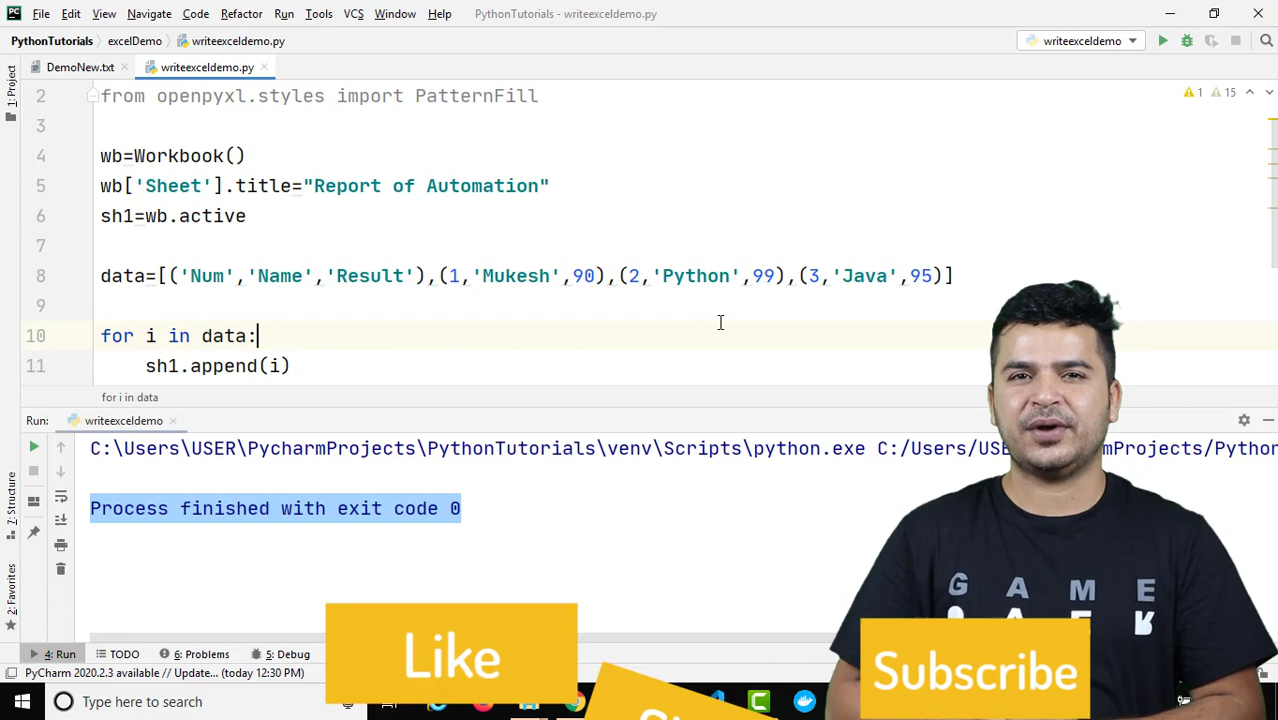 File Edit View Navigate Code Refactor Run Tools VCS Window Help PythonTutorials - writeexceldemo.py
PythonTutorials excelDemo writeexceldemo.py writeexceldemo
DemoNew.txt writeexceldemo.py
1: Project
1 15
2 from openpyxl.styles import PatternFill
3
4 wb=Workbook()
5 wb['Sheet'].title="Report of Automation"
6 sh1=wb.active
7
8 data=[('Num','Name','Result'),(1,'Mukesh',90),(2,'Python',99),(3,'Java',95)]
9
10 for i in data:
11 sh1.append(i)
for i in data
Run: writeexceldemo
C:\Users\USER\PycharmProjects\PythonTutorials\venv\Scripts\python.exe C:/Users/USE armProjects/Python
Process finished with exit code 0
7: Structure
2: Favorites
GAME
Like
Subscribe
4: Run TODO 6: Problems 5: Debug
PyCharm 2020.2.3 available // Update... (today 12:30 PM)
Type here to search